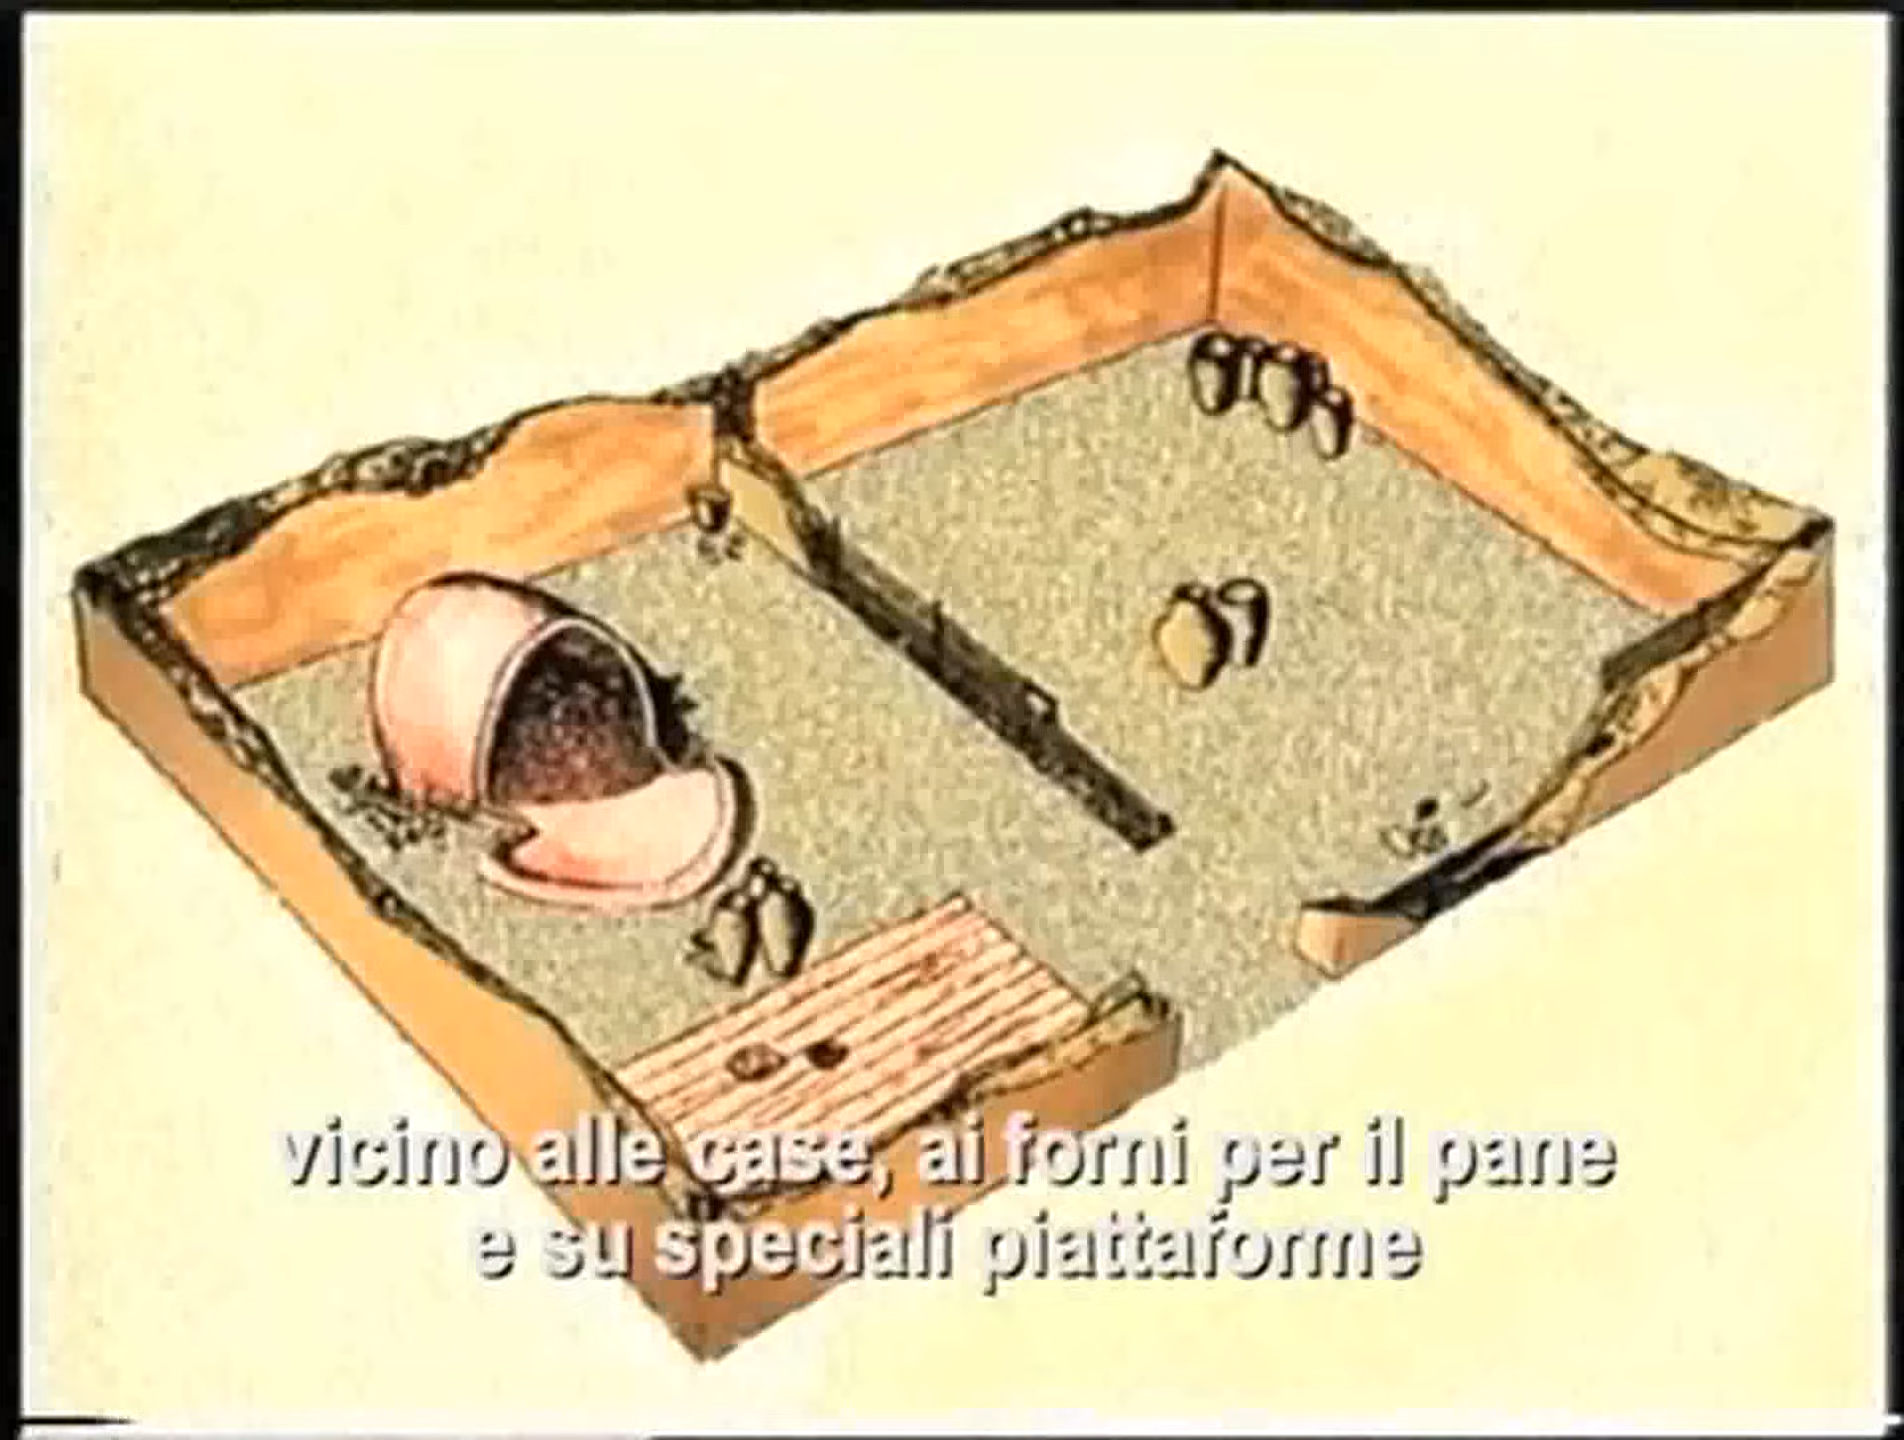 vicino alle case, ai forni per il pane
e su speciali piattaforme